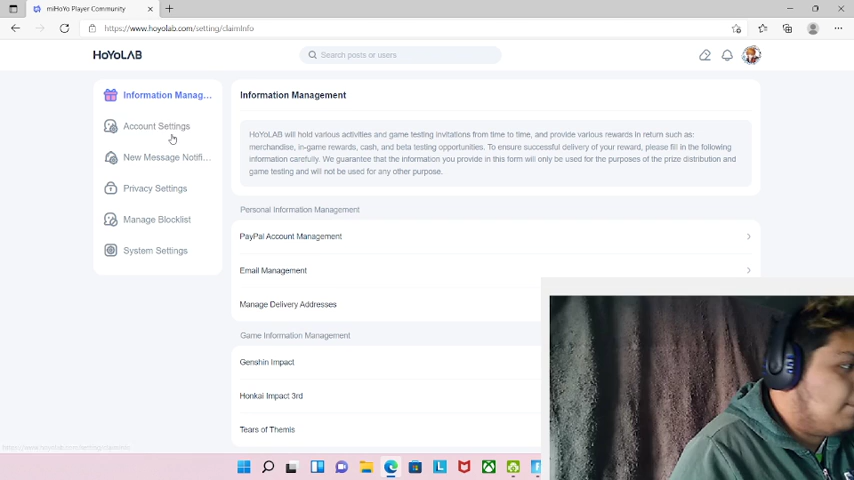 miHoYo Player Community
https://www.hoyolab.com/setting/claimInfo
HoYoLAB
Search posts or users
Information Manag...
Account Settings
New Message Notifi...
Privacy Settings
Manage Blocklist
System Settings
Information Management
HoYoLAB will hold various activities and game testing invitations from time to time, and provide various rewards in return such as:
merchandise, in-game rewards, cash, and beta testing opportunities. To ensure successful delivery of your reward, please fill in the following
information carefully. We guarantee that the information you provide in this form will only be used for the purposes of the prize distribution and
game testing and will not be used for any other purpose.
Personal Information Management
PayPal Account Management
Email Management
Manage Delivery Addresses
Game Information Management
Genshin Impact
Honkai Impact 3rd
Tears of Themis